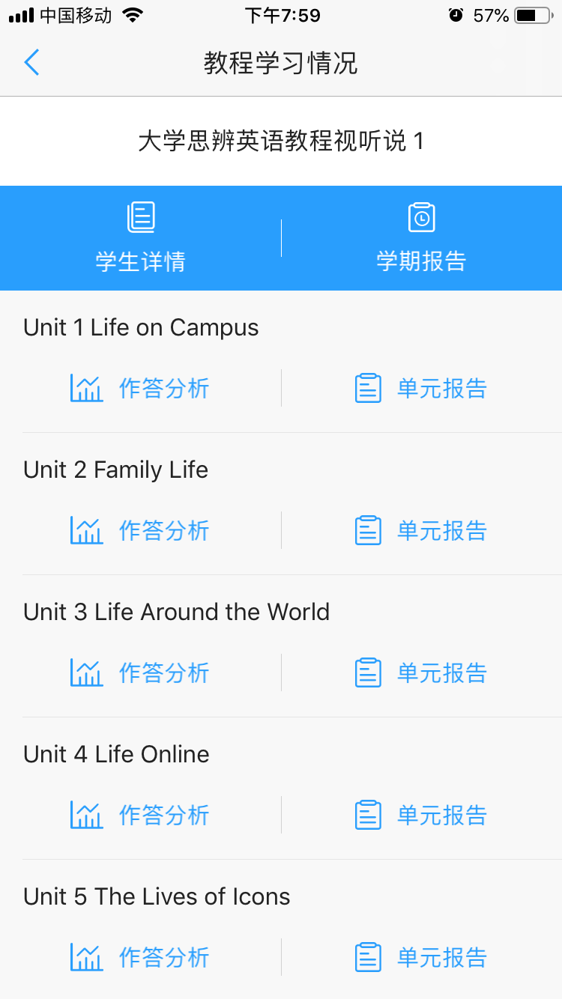 中国移动 下午7:59 57%
教程学习情况
大学思辨英语教程视听说 1
学生详情 学期报告
Unit 1 Life on Campus
作答分析 单元报告
Unit 2 Family Life
作答分析 单元报告
Unit 3 Life Around the World
作答分析 单元报告
Unit 4 Life Online
作答分析 单元报告
Unit 5 The Lives of Icons
作答分析 单元报告